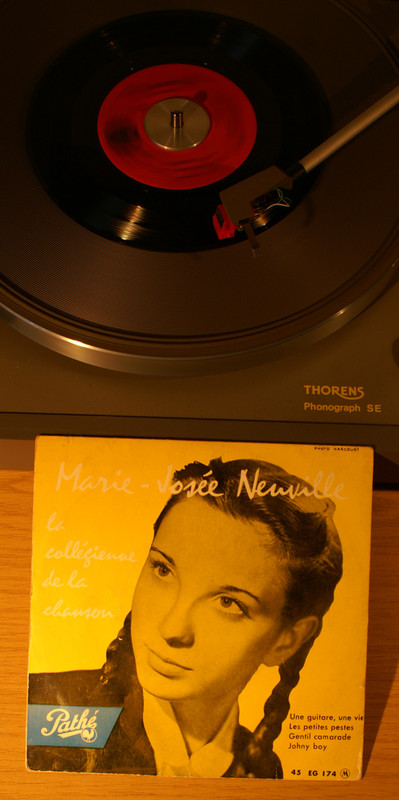 THORENS
Phonograph SE
PHOTO HARCOURT
Marie-Josée Neuville
la
collégienne
de la
chanson
Pathé
Une guitare, une vie
Les petites pestes
Gentil camarade
Johny boy
45 EG 174 M